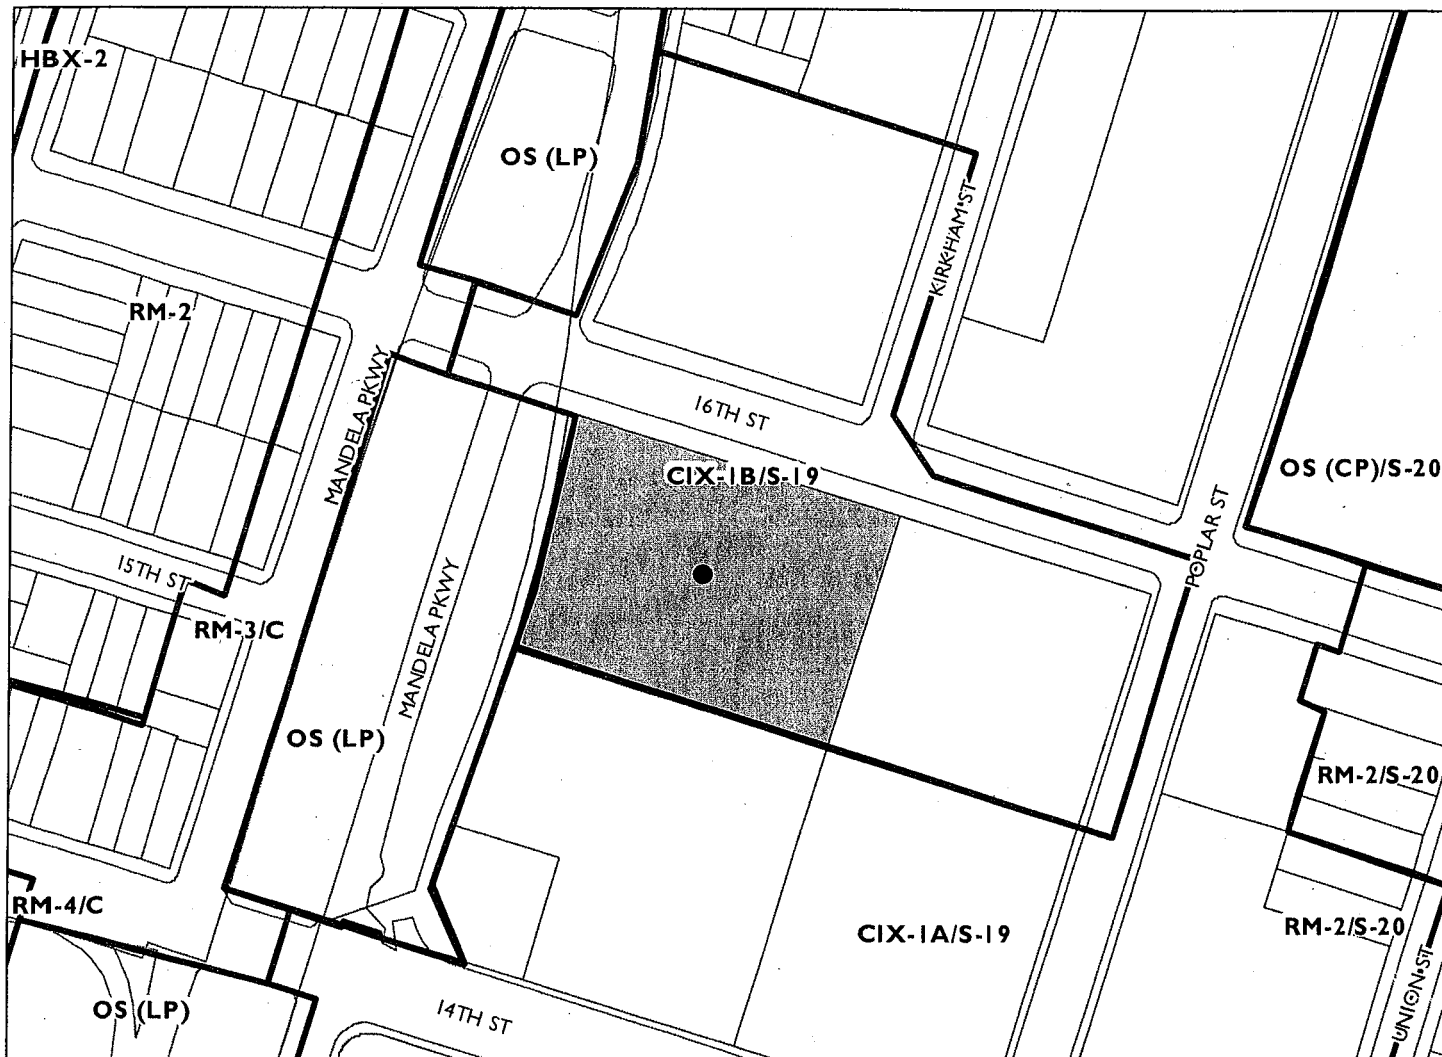 HBX-2
OS (LP)
KIRKHAM ST
RM-2
MANDELA PKWY
16TH ST
CIX-1B/S-19
OS (CP)/S-20
POPLAR ST
15TH ST
MANDELA PKWY
RM-3/C
OS (LP)
RM-2/S-20
RM-4/C
CIX-1A/S-19
RM-2/S-20
UNION ST
OS (LP)
14TH ST